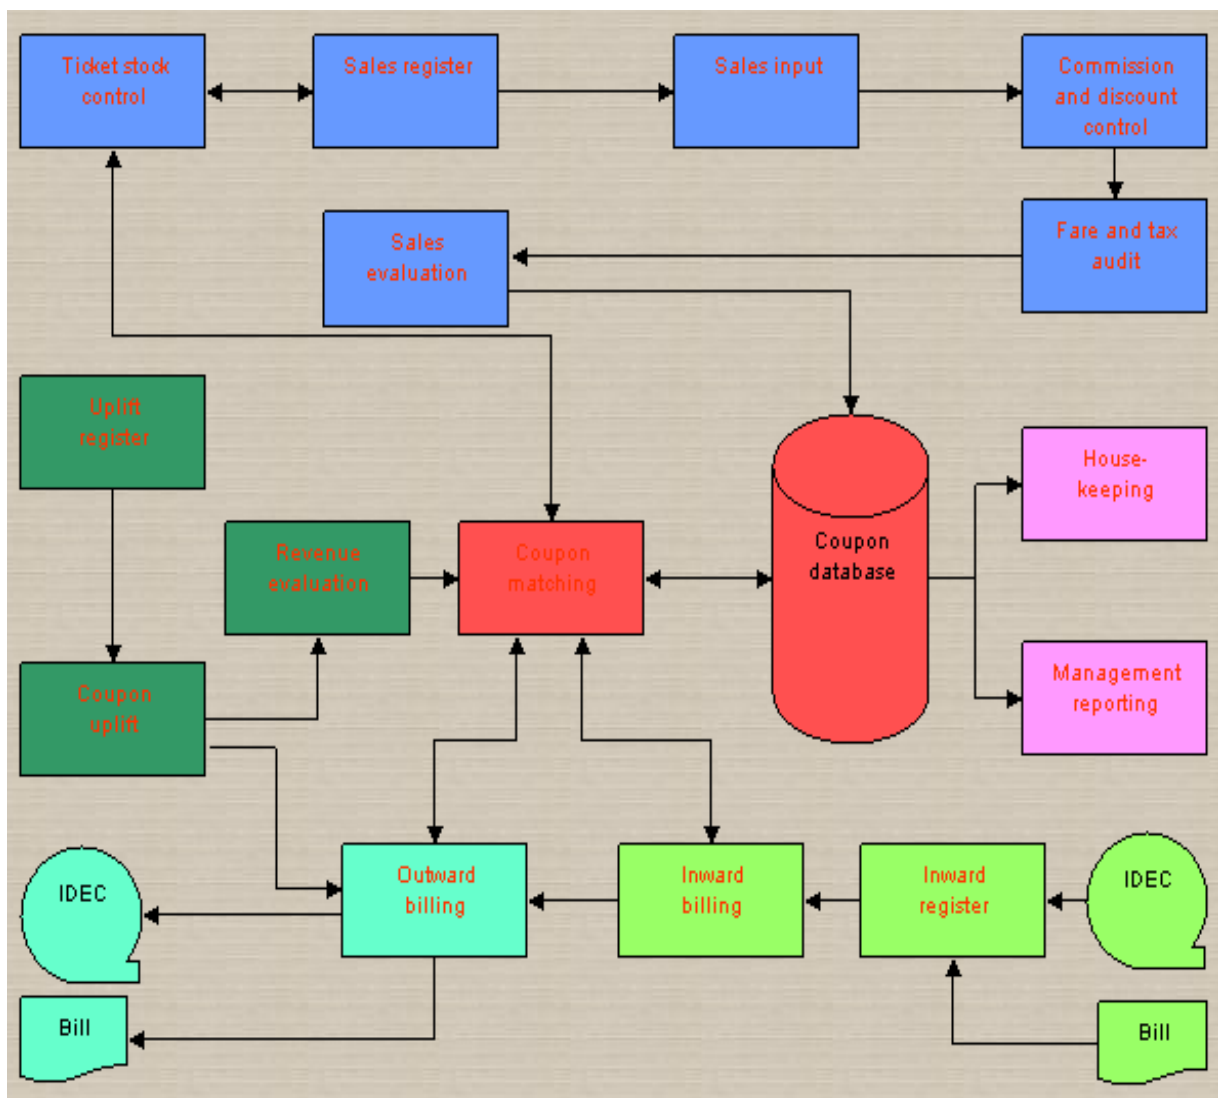 Ticket stock
control
Sales register
Sales input
Commission
and discount
control
Sales
evaluation
Fare and tax
audit
Uplift
register
House-
keeping
Revenue
evaluation
Coupon
matching
Coupon
database
Coupon
uplift
Management
reporting
IDEC
Outward
billing
Inward
billing
Inward
register
IDEC
Bill
Bill